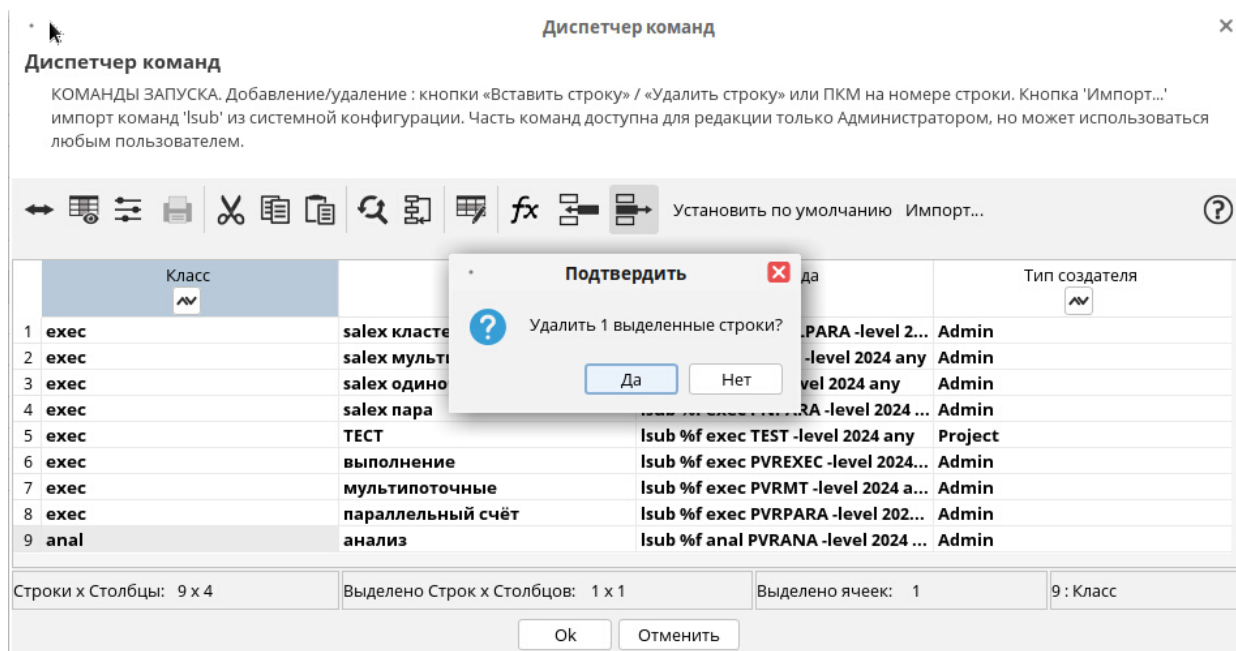 Диспетчер команд
Диспетчер команд
КОМАНДЫ ЗАПУСКА. Добавление/удаление : кнопки «Вставить строку» / «Удалить строку» или ПКМ на номере строки. Кнопка 'Импорт...'
импорт команд 'lsub' из системной конфигурации. Часть команд доступна для редакции только Администратором, но может использоваться
любым пользователем.
fx Установить по умолчанию Импорт...
Класс да Тип создателя
Подтвердить
Удалить 1 выделенные строки?
Да Нет
1 exec salex класте PARA -level 2... Admin
2 exec salex мульти -level 2024 any Admin
3 exec salex одино vel 2024 any Admin
4 exec salex пара -level 2024 ... Admin
5 exec ТЕСТ lsub %f exec TEST -level 2024 any Project
6 exec выполнение lsub %f exec PVREXEC -level 2024... Admin
7 exec мультипоточные lsub %f exec PVRMT -level 2024 a... Admin
8 exec параллельный счёт lsub %f exec PVRPARA -level 202... Admin
9 anal анализ lsub %f anal PVRANA -level 2024 ... Admin
Строки x Столбцы: 9 x 4 Выделено Строк x Столбцов: 1 x 1 Выделено ячеек: 1 9 : Класс
Ok Отменить